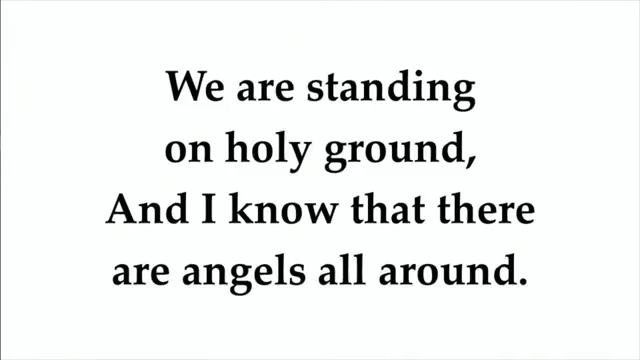 We are standing
on holy ground,
And I know that there
are angels all around.